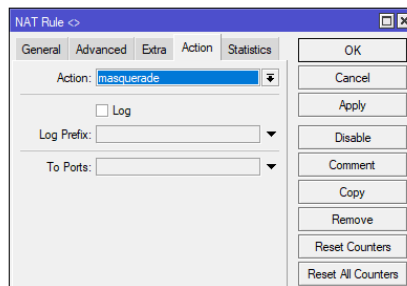 NAT Rule <>
General Advanced Extra Action Statistics
Action: masquerade
Log
Log Prefix:
To Ports:
OK
Cancel
Apply
Disable
Comment
Copy
Remove
Reset Counters
Reset All Counters